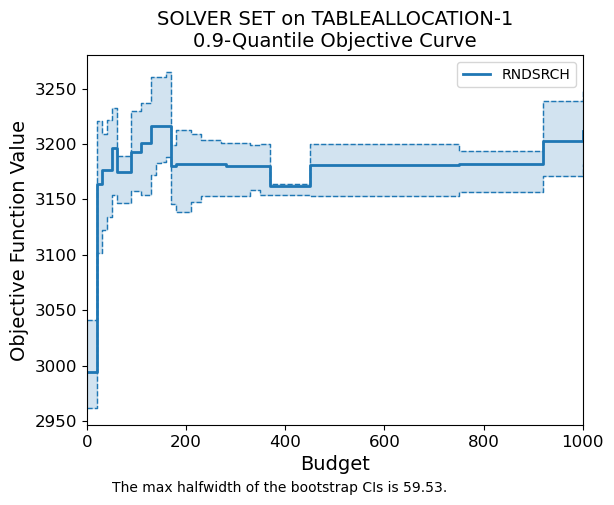 SOLVER SET on TABLEALLOCATION-1
0.9-Quantile Objective Curve
RNDSRCH
Objective Function Value
3250
3200
3150
3100
3050
3000
2950
0 200 400 600 800 1000
Budget
The max halfwidth of the bootstrap CIs is 59.53.